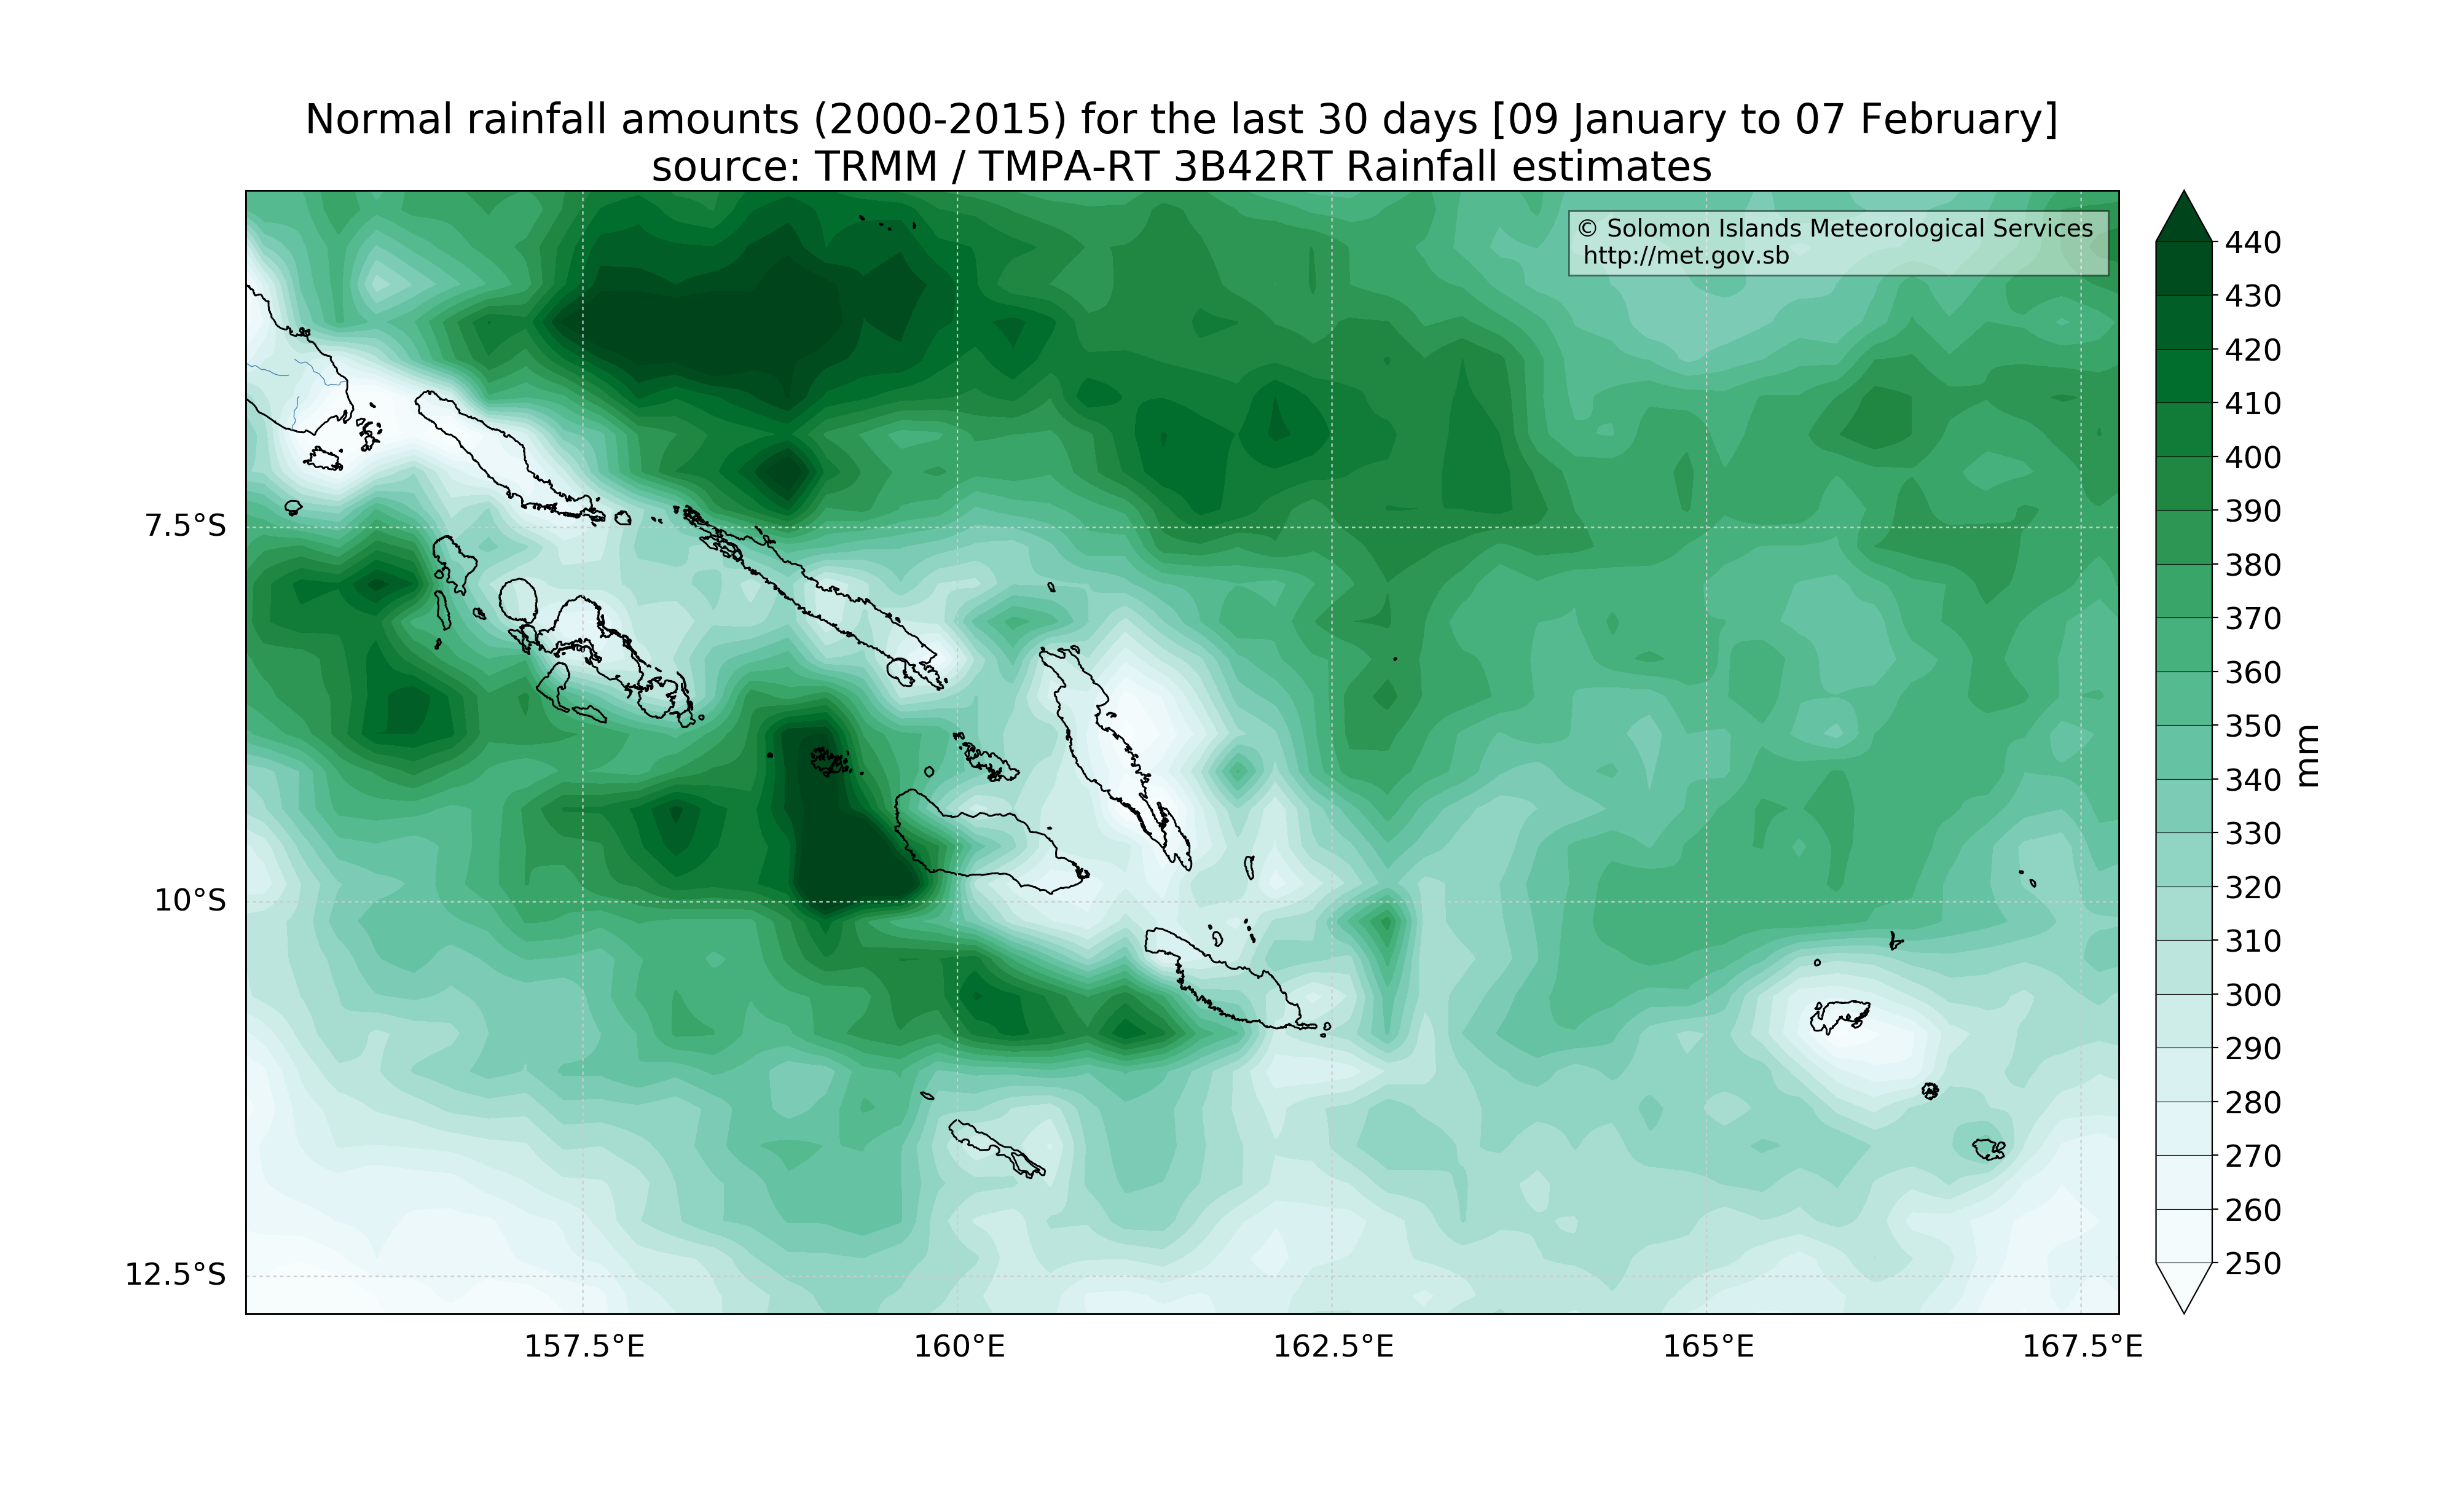 Normal rainfall amounts (2000-2015) for the last 30 days [09 January to 07 February]
source: TRMM / TMPA-RT 3B42RT Rainfall estimates
© Solomon Islands Meteorological Services
http://met.gov.sb
440
430
420
410
400
390
380
370
360
350
340
330
320
310
300
290
280
270
260
250
mm
7.5°S
10°S
12.5°S
157.5°E
160°E
162.5°E
165°E
167.5°E